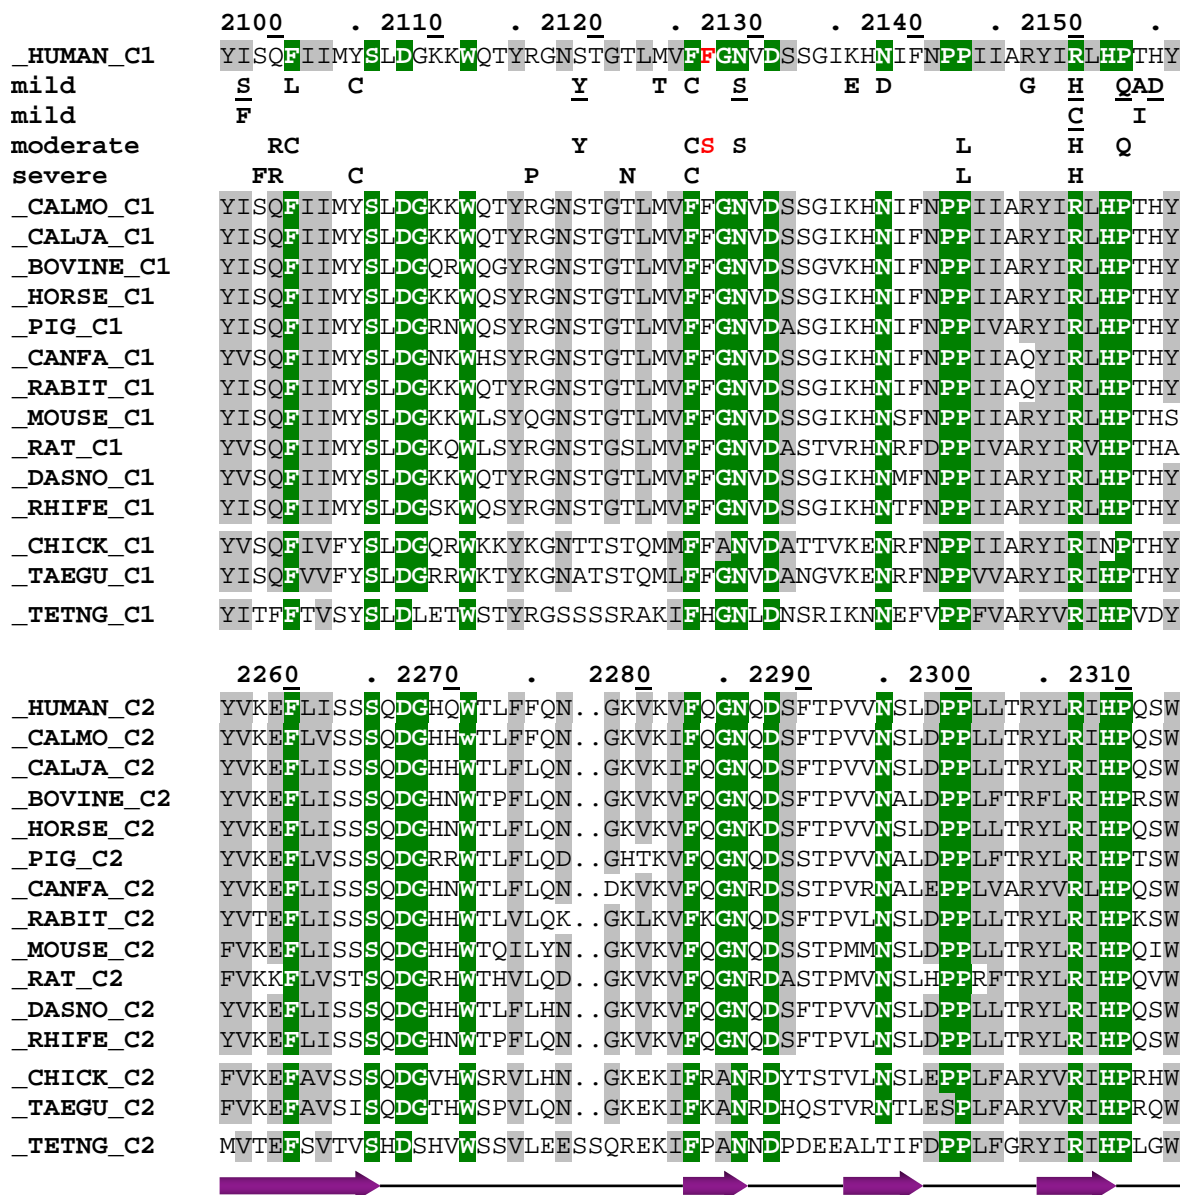 2100 . 2110 . 2120 . 2130 . 2140 . 2150 .
_HUMAN_C1 YISQFIIMYSLDGKKWQTYRGNSTGTLMVFFGNVDSSGIKHNIFNPPIIARYIRLHPTHY
mild S L C Y T C S E D G H QAD
mild F C I
moderate RC Y CS S L H Q
severe FR C P N C L H
_CALMO_C1 YISQFIIMYSLDGKKWQTYRGNSTGTLMVFFGNVDSSGIKHNIFNPPIIARYIRLHPTHY
_CALJA_C1 YISQFIIMYSLDGKKWQTYRGNSTGTLMVFFGNVDSSGIKHNIFNPPIIARYIRLHPTHY
_BOVINE_C1 YISQFIIMYSLDGQRWQGYRGNSTGTLMVFFGNVDSSGVKHNIFNPPIIARYIRLHPTHY
_HORSE_C1 YISQFIIMYSLDGKKWQSYRGNSTGTLMVFFGNVDSSGIKHNIFNPPIIARYIRLHPTHY
_PIG_C1 YISQFIIMYSLDGRNWQSYRGNSTGTLMVFFGNVDASGIKHNIFNPPIVARYIRLHPTHY
_CANFA_C1 YVSQFIIMYSLDGNKWHSYRGNSTGTLMVFFGNVDSSGIKHNIFNPPIIAQYIRLHPTHY
_RABIT_C1 YISQFIIMYSLDGKKWQTYRGNSTGTLMVFFGNVDSSGIKHNIFNPPIIAQYIRLHPTHY
_MOUSE_C1 YISQFIIMYSLDGKKWLSYQGNSTGTLMVFFGNVDSSGIKHNSFNPPIIARYIRLHPTHS
_RAT_C1 YVSQFIIMYSLDGKQWLSYRGNSTGSLMVFFGNVDASTVRHNRFDPPIVARYIRVHPTHA
_DASNO_C1 YVSQFIIMYSLDGKKWQTYRGNSTGTLMVFFGNVDSSGIKHNMFNPPIIARYIRLHPTHY
_RHIFE_C1 YISQFIIMYSLDGSKWQSYRGNSTGTLMVFFGNVDSSGIKHNTFNPPIIARYIRLHPTHY
_CHICK_C1 YVSQFIVFYSLDGQRWKKYKGNTTSTQMMFFANVDATTVKENRFNPPIIARYIRINPTHY
_TAEGU_C1 YISQFVVFYSLDGRRWKTYKGNATSTQMLFFGNVDANGVKENRFNPPVVARYIRIHPTHY
_TETNG_C1 YITFFTVSYSLDLETWSTYRGSSSSRAKIFHGNLDNSRIKNNEFVPPFVARYVRIHPVDY
2260 . 2270 . 2280 . 2290 . 2300 . 2310
_HUMAN_C2 YVKEFLISSSQDGHQWTLFFQN..GKVKVFQGNQDSFTPVVNSLDPPLLTRYLRIHPQSW
_CALMO_C2 YVKEFLVSSSQDGHHwTLFFQN..GKVKIFQGNQDSFTPVVNSLDPPLLTRYLRIHPQSW
_CALJA_C2 YVKEFLISSSQDGHHWTLFLQN..GKVKIFQGNQDSFTPVVNSLDPPLLTRYLRIHPQSW
_BOVINE_C2 YVKEFLISSSQDGHNWTPFLQN..GKVKVFQGNQDSFTPVVNALDPPLFTRFLRIHPRSW
_HORSE_C2 YVKEFLISSSQDGHNWTLFLQN..GKVKVFQGNKDSFTPVVNSLDPPLLTRYLRIHPQSW
_PIG_C2 YVKEFLVSSSQDGRRWTLFLQD..GHTKVFQGNQDSSTPVVNALDPPLFTRYLRIHPTSW
_CANFA_C2 YVKEFLISSSQDGHNWTLFLQN..DKVKVFQGNRDSSTPVRNALEPPLVARYVRLHPQSW
_RABIT_C2 YVTEFLISSSQDGHHWTLVLQK..GKLKVFKGNQDSFTPVLNSLDPPLLTRYLRIHPKSW
_MOUSE_C2 FVKEFLISSSQDGHHWTQILYN..GKVKVFQGNQDSSTPMMNSLDPPLLTRYLRIHPQIW
_RAT_C2 FVKKFLVSTSQDGRHWTHVLQD..GKVKVFQGNRDASTPMVNSLHPPRFTRYLRIHPQVW
_DASNO_C2 YVKEFLISSSQDGHHWTLFLHN..GKVKVFQGNQDSFTPVVNSLDPPLLTRYLRIHPQSW
_RHIFE_C2 YVKEFLISSSQDGHNWTPFLQN..GKVKVFQGNQDSFTPVLNSLDPPLLTRYLRIHPQSW
_CHICK_C2 FVKEFAVSSSQDGVHWSRVLHN..GKEKIFRANRDYTSTVLNSLEPPLFARYVRIHPRHW
_TAEGU_C2 FVKEFAVSISQDGTHWSPVLQN..GKEKIFKANRDHQSTVRNTLESPLFARYVRIHPRQW
_TETNG_C2 MVTEFSVTVSHDSHVWSSVLEESSQREKIFPANNDPDEEALTIFDPPLFGRYIRIHPLGW